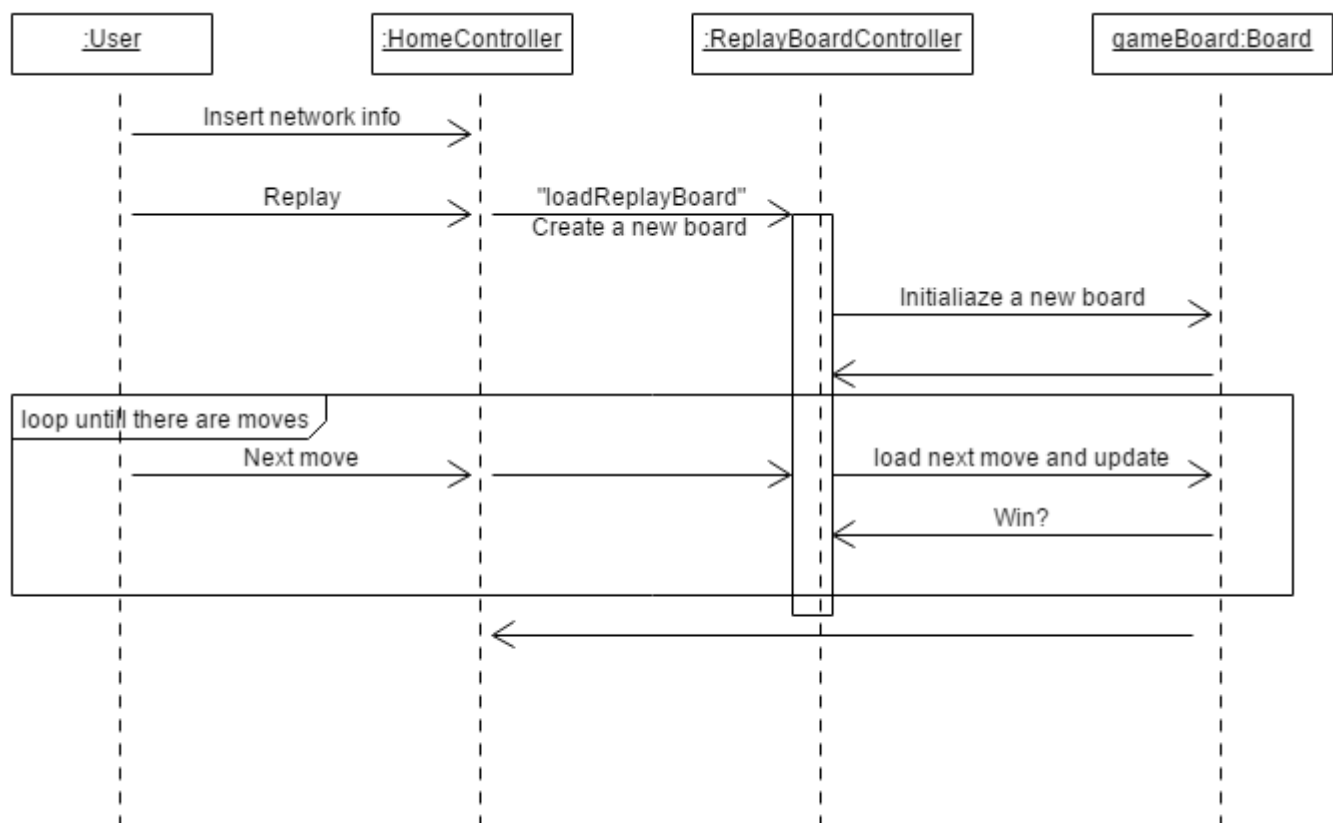 :User
:HomeController
:ReplayBoardController
gameBoard:Board
Insert network info
Replay
"loadReplayBoard"
Create a new board
Initialiaze a new board
loop untill there are moves
Next move
load next move and update
Win?